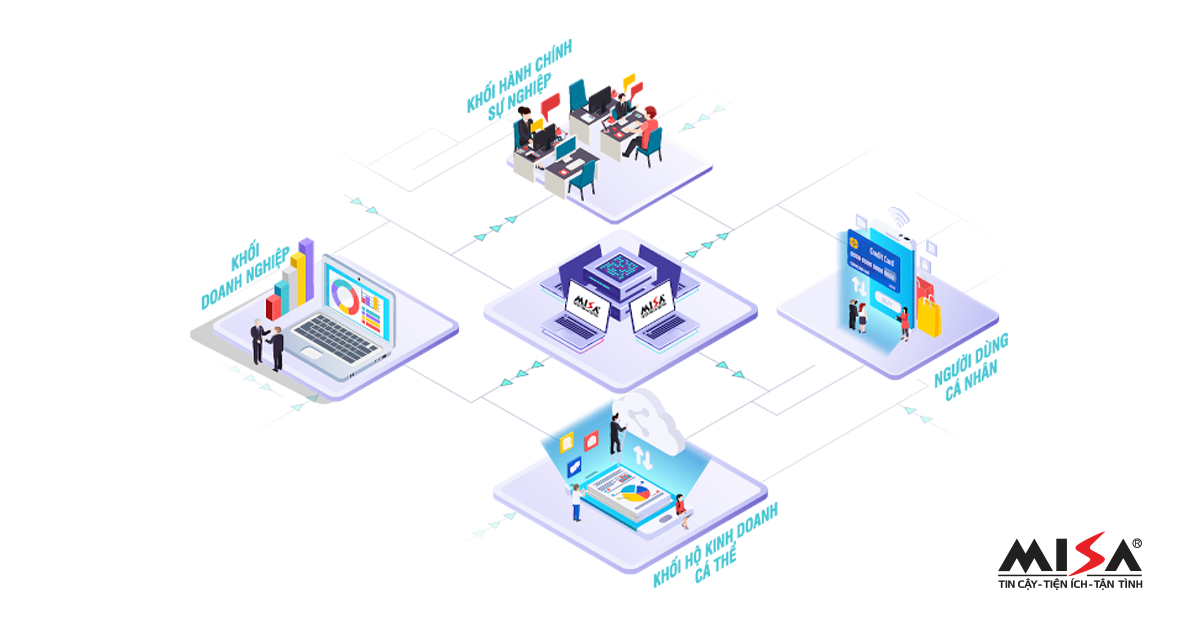 KHỐI HÀNH CHÍNH
SỰ NGHIỆP
KHỐI
DOANH NGHIỆP
MISA
MISA
Credit Card
BUY
NGƯỜI DÙNG
CÁ NHÂN
KHỐI HỘ KINH DOANH
CÁ THỂ
MISA®
TIN CẬY-TIỆN ÍCH-TẬN TÌNH